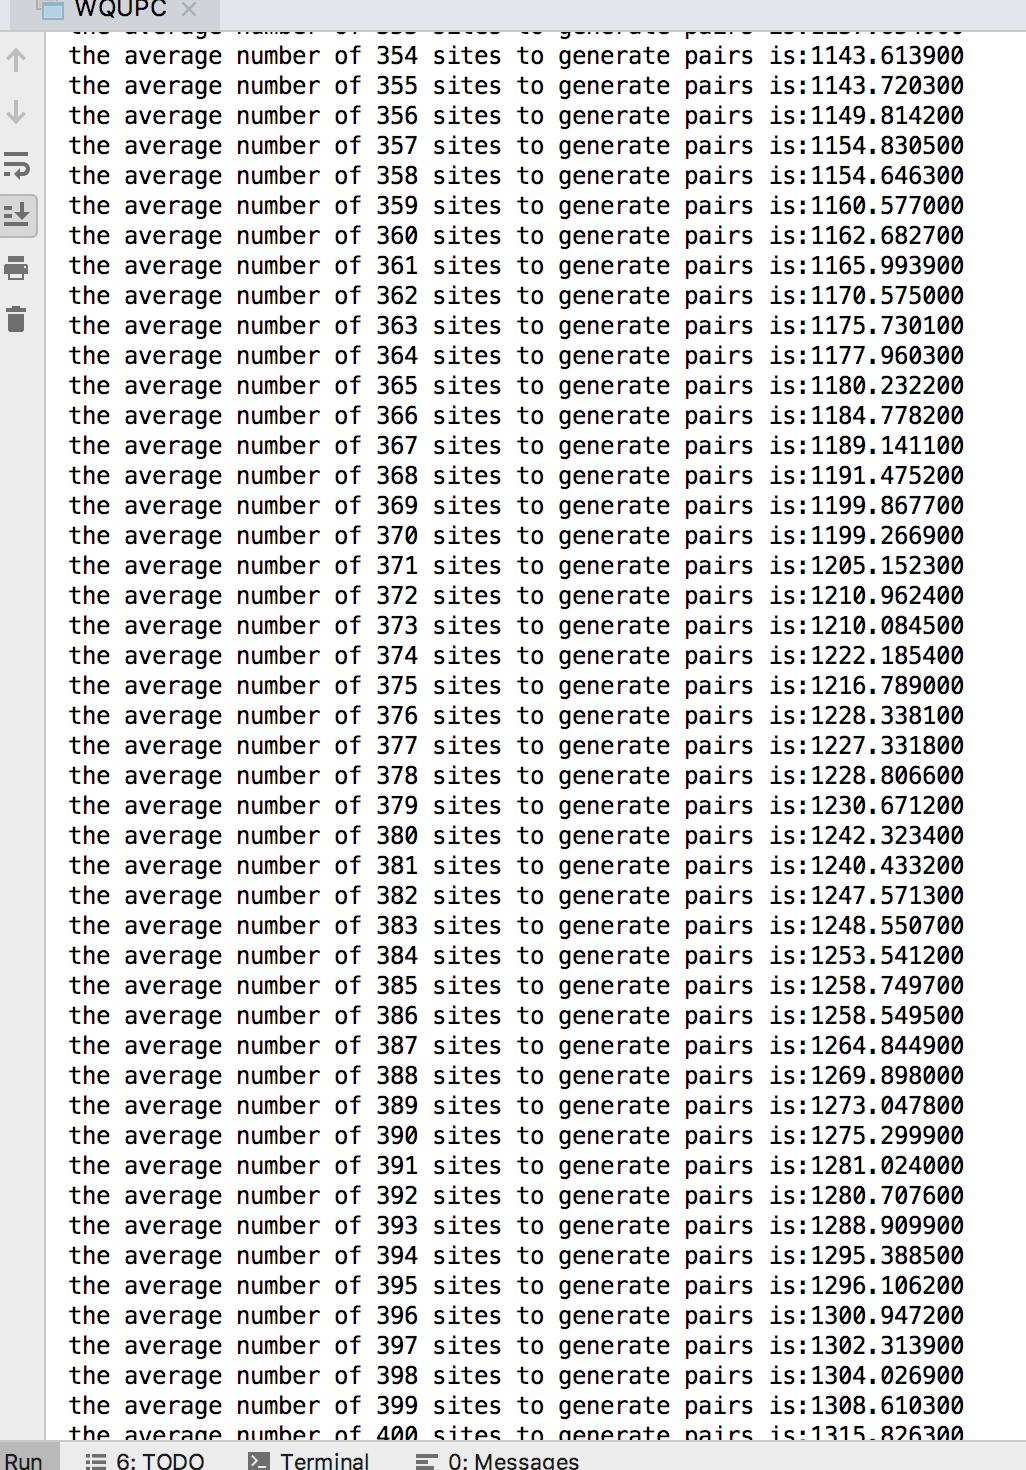 WQUPC
the average number of 354 sites to generate pairs is:1143.613900
the average number of 355 sites to generate pairs is:1143.720300
the average number of 356 sites to generate pairs is:1149.814200
the average number of 357 sites to generate pairs is:1154.830500
the average number of 358 sites to generate pairs is:1154.646300
the average number of 359 sites to generate pairs is:1160.577000
the average number of 360 sites to generate pairs is:1162.682700
the average number of 361 sites to generate pairs is:1165.993900
the average number of 362 sites to generate pairs is:1170.575000
the average number of 363 sites to generate pairs is:1175.730100
the average number of 364 sites to generate pairs is:1177.960300
the average number of 365 sites to generate pairs is:1180.232200
the average number of 366 sites to generate pairs is:1184.778200
the average number of 367 sites to generate pairs is:1189.141100
the average number of 368 sites to generate pairs is:1191.475200
the average number of 369 sites to generate pairs is:1199.867700
the average number of 370 sites to generate pairs is:1199.266900
the average number of 371 sites to generate pairs is:1205.152300
the average number of 372 sites to generate pairs is:1210.962400
the average number of 373 sites to generate pairs is:1210.084500
the average number of 374 sites to generate pairs is:1222.185400
the average number of 375 sites to generate pairs is:1216.789000
the average number of 376 sites to generate pairs is:1228.338100
the average number of 377 sites to generate pairs is:1227.331800
the average number of 378 sites to generate pairs is:1228.806600
the average number of 379 sites to generate pairs is:1230.671200
the average number of 380 sites to generate pairs is:1242.323400
the average number of 381 sites to generate pairs is:1240.433200
the average number of 382 sites to generate pairs is:1247.571300
the average number of 383 sites to generate pairs is:1248.550700
the average number of 384 sites to generate pairs is:1253.541200
the average number of 385 sites to generate pairs is:1258.749700
the average number of 386 sites to generate pairs is:1258.549500
the average number of 387 sites to generate pairs is:1264.844900
the average number of 388 sites to generate pairs is:1269.898000
the average number of 389 sites to generate pairs is:1273.047800
the average number of 390 sites to generate pairs is:1275.299900
the average number of 391 sites to generate pairs is:1281.024000
the average number of 392 sites to generate pairs is:1280.707600
the average number of 393 sites to generate pairs is:1288.909900
the average number of 394 sites to generate pairs is:1295.388500
the average number of 395 sites to generate pairs is:1296.106200
the average number of 396 sites to generate pairs is:1300.947200
the average number of 397 sites to generate pairs is:1302.313900
the average number of 398 sites to generate pairs is:1304.026900
the average number of 399 sites to generate pairs is:1308.610300
the average number of 400 sites to generate pairs is:1315.826300
Run 6: TODO Terminal 0: Messages